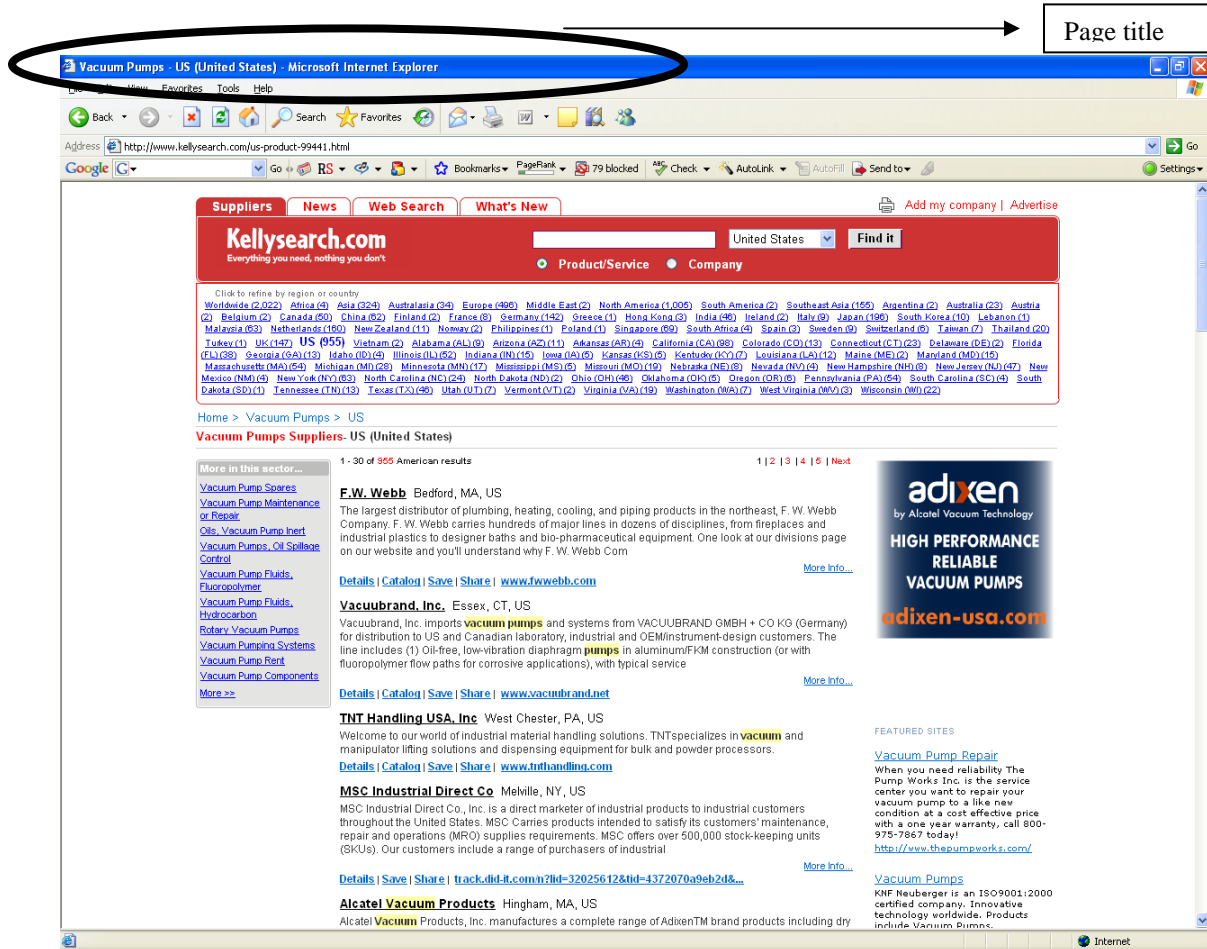 Page title
Vacuum Pumps - US (United States) - Microsoft Internet Explorer
File Edit View Favorites Tools Help
Back Search Favorites
Address http://www.kellysearch.com/us-product-99441.html Go
Google G Go RS Bookmarks PageRank 79 blocked ABC Check AutoLink AutoFill Send to Settings
Suppliers News Web Search What's New Add my company | Advertise
Kellysearch.com United States Find it
Everything you need, nothing you don't
Product/Service Company
Click to refine by region or country
Worldwide (2,022) Africa (4) Asia (324) Australasia (34) Europe (496) Middle East (2) North America (1,005) South America (2) Southeast Asia (155) Argentina (2) Australia (23) Austria
(2) Belgium (2) Canada (50) China (62) Finland (2) France (8) Germany (142) Greece (1) Hong Kong (3) India (46) Ireland (2) Italy (9) Japan (196) South Korea (10) Lebanon (1)
Malaysia (63) Netherlands (160) New Zealand (11) Norway (2) Philippines (1) Poland (1) Singapore (69) South Africa (4) Spain (3) Sweden (9) Switzerland (6) Taiwan (7) Thailand (20)
Turkey (1) UK (147) US (955) Vietnam (2) Alabama (AL) (9) Arizona (AZ) (11) Arkansas (AR) (4) California (CA) (98) Colorado (CO) (13) Connecticut (CT) (23) Delaware (DE) (2) Florida
(FL) (38) Georgia (GA) (13) Idaho (ID) (4) Illinois (IL) (52) Indiana (IN) (15) Iowa (IA) (5) Kansas (KS) (5) Kentucky (KY) (7) Louisiana (LA) (12) Maine (ME) (2) Maryland (MD) (15)
Massachusetts (MA) (54) Michigan (MI) (28) Minnesota (MN) (17) Mississippi (MS) (5) Missouri (MO) (19) Nebraska (NE) (8) Nevada (NV) (4) New Hampshire (NH) (8) New Jersey (NJ) (47) New
Mexico (NM) (4) New York (NY) (63) North Carolina (NC) (24) North Dakota (ND) (2) Ohio (OH) (46) Oklahoma (OK) (5) Oregon (OR) (6) Pennsylvania (PA) (54) South Carolina (SC) (4) South
Dakota (SD) (1) Tennessee (TN) (13) Texas (TX) (46) Utah (UT) (7) Vermont (VT) (2) Virginia (VA) (19) Washington (WA) (7) West Virginia (WV) (3) Wisconsin (WI) (22)
Home > Vacuum Pumps > US
Vacuum Pumps Suppliers- US (United States)
More in this sector...
Vacuum Pump Spares
Vacuum Pump Maintenance
or Repair
Oils, Vacuum Pump Inert
Vacuum Pumps, Oil Spillage
Control
Vacuum Pump Fluids,
Fluoropolymer
Vacuum Pump Fluids,
Hydrocarbon
Rotary Vacuum Pumps
Vacuum Pumping Systems
Vacuum Pump Rent
Vacuum Pump Components
More >>
1 - 30 of 955 American results 1 | 2 | 3 | 4 | 5 | Next
F.W. Webb Bedford, MA, US
The largest distributor of plumbing, heating, cooling, and piping products in the northeast, F. W. Webb
Company. F. W. Webb carries hundreds of major lines in dozens of disciplines, from fireplaces and
industrial plastics to designer baths and bio-pharmaceutical equipment. One look at our divisions page
on our website and you'll understand why F. W. Webb Com
More Info...
Details | Catalog | Save | Share | www.fwwebb.com
Vacuubrand, Inc. Essex, CT, US
Vacuubrand, Inc. imports vacuum pumps and systems from VACUUBRAND GMBH + CO KG (Germany)
for distribution to US and Canadian laboratory, industrial and OEM/instrument-design customers. The
line includes (1) Oil-free, low-vibration diaphragm pumps in aluminum/FKM construction (or with
fluoropolymer flow paths for corrosive applications), with typical service
More Info...
Details | Catalog | Save | Share | www.vacuubrand.net
TNT Handling USA, Inc West Chester, PA, US
Welcome to our world of industrial material handling solutions. TNTspecializes in vacuum and
manipulator lifting solutions and dispensing equipment for bulk and powder processors.
Details | Catalog | Save | Share | www.tnthandling.com
MSC Industrial Direct Co Melville, NY, US
MSC Industrial Direct Co., Inc. is a direct marketer of industrial products to industrial customers
throughout the United States. MSC Carries products intended to satisfy its customers' maintenance,
repair and operations (MRO) supplies requirements. MSC offers over 500,000 stock-keeping units
(SKUs). Our customers include a range of purchasers of industrial
More Info...
Details | Save | Share | track.did-it.com/n?lid=32025612&tid=4372070a9eb2d&...
Alcatel Vacuum Products Hingham, MA, US
Alcatel Vacuum Products, Inc. manufactures a complete range of AdixenTM brand products including dry
adixen
by Alcatel Vacuum Technology
HIGH PERFORMANCE
RELIABLE
VACUUM PUMPS
adixen-usa.com
FEATURED SITES
Vacuum Pump Repair
When you need reliability The
Pump Works Inc. is the service
center you want to repair your
vacuum pump to a like new
condition at a cost effective price
with a one year warranty, call 800-
975-7867 today!
http://www.thepumpworks.com/
Vacuum Pumps
KNF Neuberger is an ISO9001:2000
certified company. Innovative
technology worldwide. Products
include Vacuum Pumps,
Internet